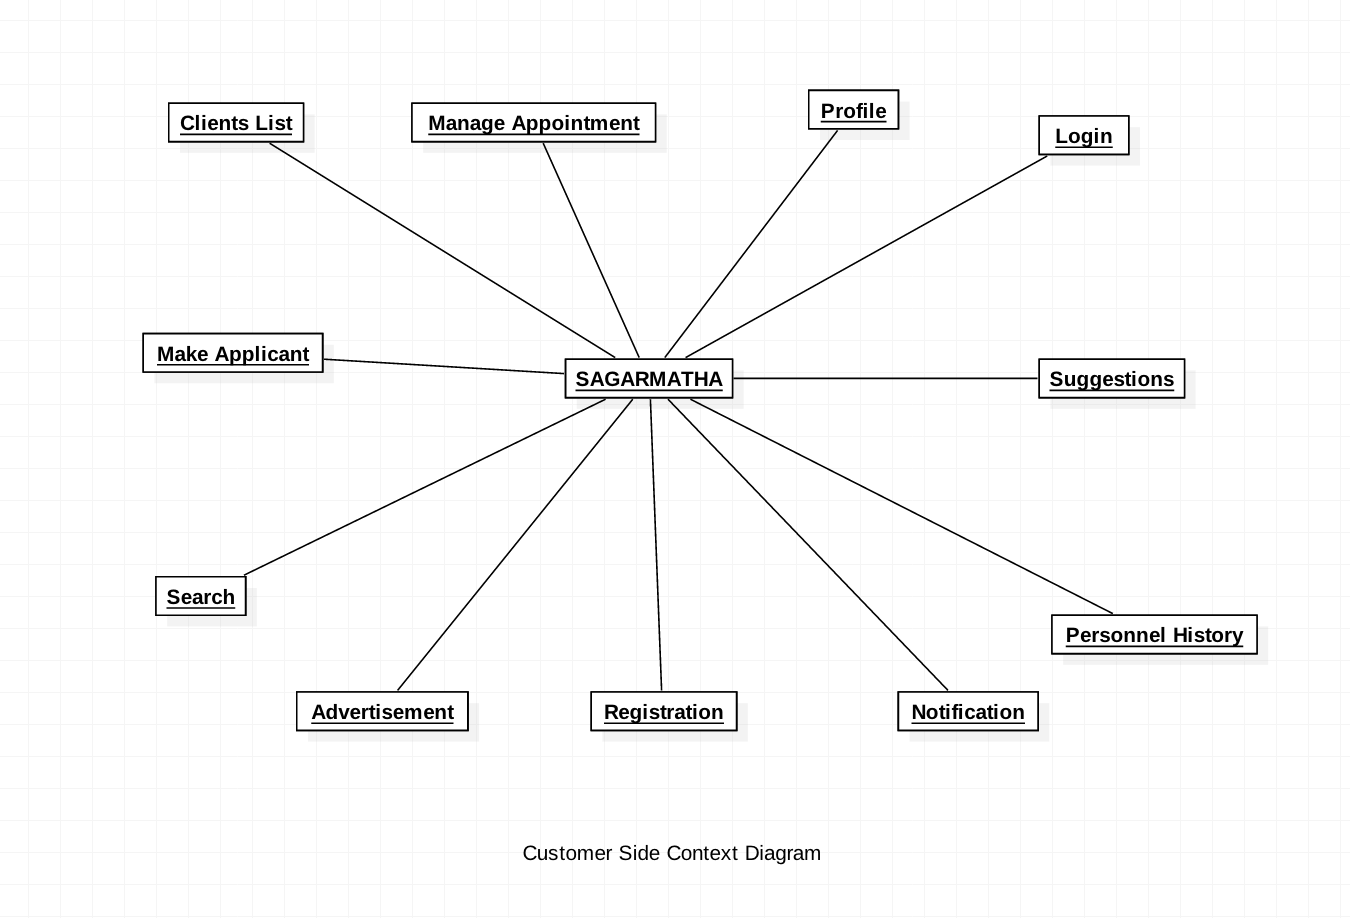 Clients List
Manage Appointment
Profile
Login
Make Applicant
SAGARMATHA
Suggestions
Search
Personnel History
Advertisement
Registration
Notification
Customer Side Context Diagram